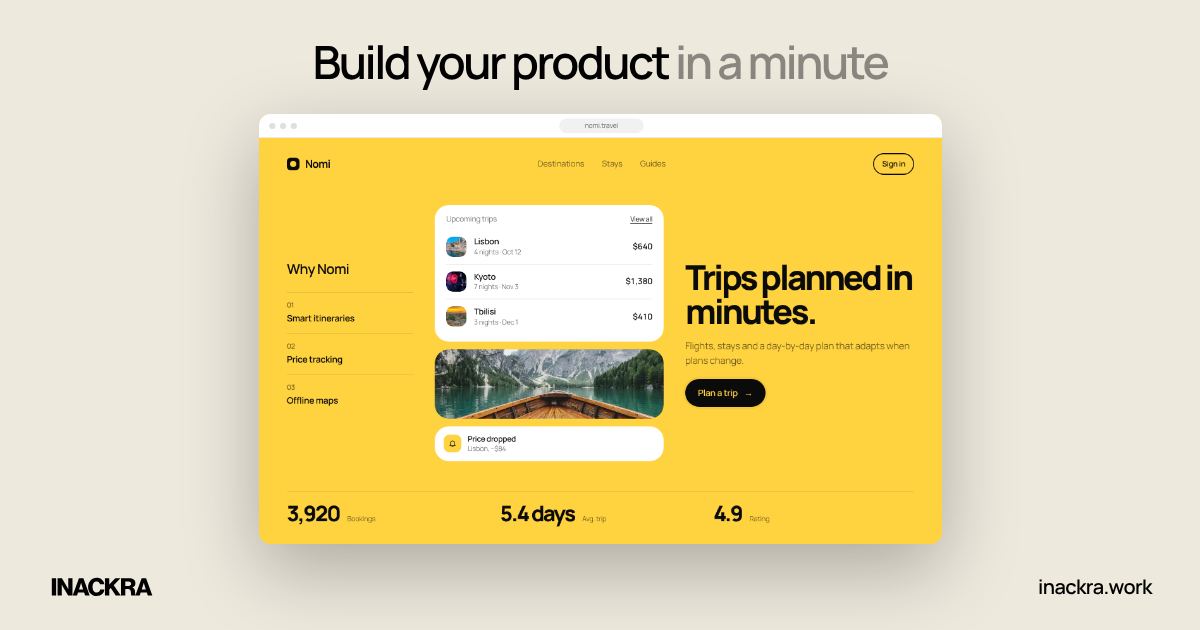 Build your product in a minute
nomi.travel
Nomi
Destinations
Stays
Guides
Sign in
Why Nomi
01
Smart itineraries
02
Price tracking
03
Offline maps
Upcoming trips
View all
Lisbon
4 nights · Oct 12
$640
Kyoto
7 nights · Nov 3
$1,380
Tbilisi
3 nights · Dec 1
$410
Price dropped
Lisbon, −$84
Trips planned in
minutes.
Flights, stays and a day-by-day plan that adapts when
plans change.
Plan a trip →
3,920 Bookings
5.4 days Avg. trip
4.9 Rating
INACKRA
inackra.work